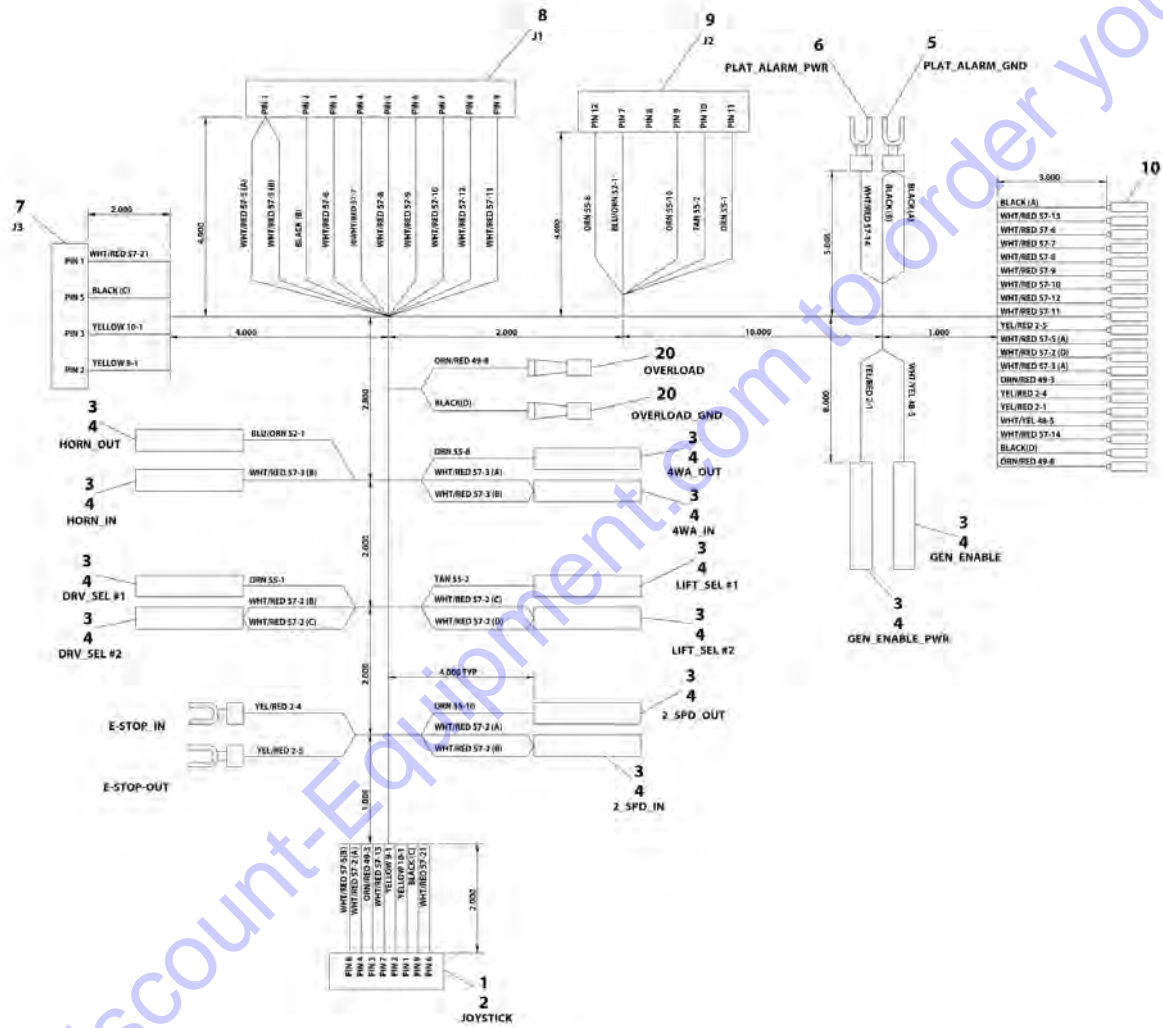 8
J1
9
J2
6
PLAT_ALARM_PWR
5
PLAT_ALARM_GND
PIN 1
PIN 2
PIN 3
PIN 4
PIN 5
PIN 6
PIN 7
PIN 8
PIN 9
PIN 12
PIN 7
PIN 8
PIN 9
PIN 10
PIN 11
4.000
WHT/RED 57-5 (A)
WHT/RED 57-5 (B)
BLACK (B)
WHT/RED 57-6
WHT/RED 57-7
WHT/RED 57-8
WHT/RED 57-9
WHT/RED 57-10
WHT/RED 57-12
WHT/RED 57-11
4.000
ORN 55-8
BLU/ORN 52-1
ORN 55-10
TAN 55-2
ORN 55-1
5.000
WHT/RED 57-14
BLACK(B)
BLACK(A)
3.000
10
BLACK (A)
WHT/RED 57-13
WHT/RED 57-6
WHT/RED 57-7
WHT/RED 57-8
WHT/RED 57-9
WHT/RED 57-10
WHT/RED 57-12
WHT/RED 57-11
YEL/RED 2-5
WHT/RED 57-5 (A)
WHT/RED 57-2 (D)
WHT/RED 57-3 (A)
ORN/RED 49-3
YEL/RED 2-4
YEL/RED 2-1
WHT/YEL 48-5
WHT/RED 57-14
BLACK(D)
ORN/RED 49-8
7
J3
2.000
PIN 1
WHT/RED 57-21
PIN 5
BLACK (C)
PIN 3
YELLOW 10-1
PIN 2
YELLOW 9-1
4.000
2.000
10.000
1.000
2.800
ORN/RED 49-8
20
OVERLOAD
BLACK(D)
20
OVERLOAD_GND
8.000
YEL/RED 2-1
WHT/YEL 48-5
3
4
HORN_OUT
BLU/ORN 52-1
WHT/RED 57-3 (B)
3
4
HORN_IN
ORN 55-8
WHT/RED 57-3 (A)
WHT/RED 57-3 (B)
3
4
4WA_OUT
3
4
4WA_IN
3
4
GEN_ENABLE
3
4
GEN_ENABLE_PWR
2.600
3
4
DRV_SEL #1
ORN 55-1
WHT/RED 57-2 (B)
WHT/RED 57-2 (C)
3
4
DRV_SEL #2
TAN 55-2
WHT/RED 57-2 (C)
WHT/RED 57-2 (D)
3
4
LIFT_SEL #1
3
4
LIFT_SEL #2
2.000
4.000 TYP
E-STOP_IN
YEL/RED 2-4
YEL/RED 2-5
E-STOP-OUT
ORN 55-10
WHT/RED 57-2 (A)
WHT/RED 57-2 (B)
3
4
2_SPD_OUT
3
4
2_SPD_IN
1.000
WHT/RED 57-5(B)
WHT/RED 57-2 (A)
ORN/RED 49-3
WHT/RED 57-13
YELLOW 9-1
YELLOW 10-1
BLACK(C)
WHT/RED 57-21
2.000
PIN 8
PIN 4
PIN 3
PIN 7
PIN 2
PIN 1
PIN 9
PIN 6
1
2
JOYSTICK
iscount-Equipment.com to order you